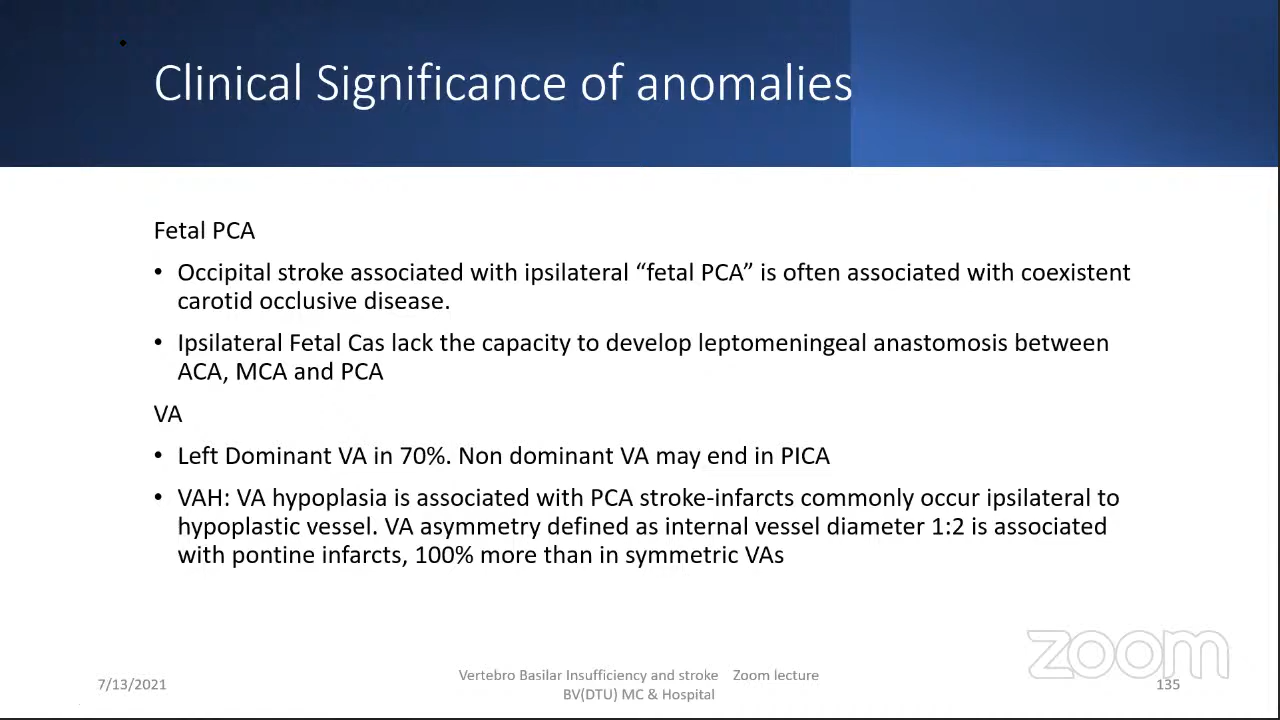 Clinical Significance of anomalies
Fetal PCA
• Occipital stroke associated with ipsilateral “fetal PCA” is often associated with coexistent
carotid occlusive disease.
• Ipsilateral Fetal Cas lack the capacity to develop leptomeningeal anastomosis between
ACA, MCA and PCA
VA
• Left Dominant VA in 70%. Non dominant VA may end in PICA
• VAH: VA hypoplasia is associated with PCA stroke-infarcts commonly occur ipsilateral to
hypoplastic vessel. VA asymmetry defined as internal vessel diameter 1:2 is associated
with pontine infarcts, 100% more than in symmetric VAs
zoom
7/13/2021
Vertebro Basilar Insufficiency and stroke Zoom lecture
BV(DTU) MC & Hospital
135